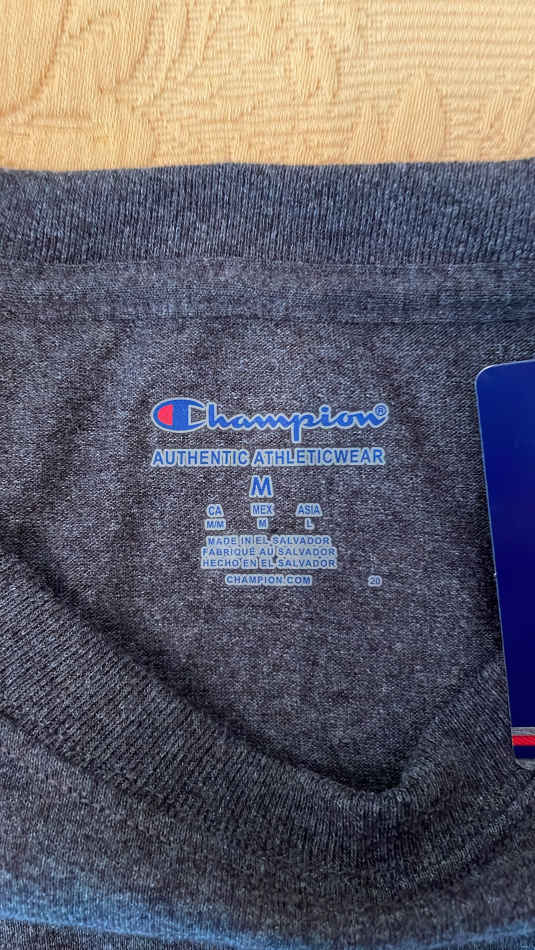 Champion®
AUTHENTIC ATHLETICWEAR
M
CA MEX ASIA
M/M M L
MADE IN EL SALVADOR
FABRIQUÉ AU SALVADOR
HECHO EN EL SALVADOR
CHAMPION.COM 20